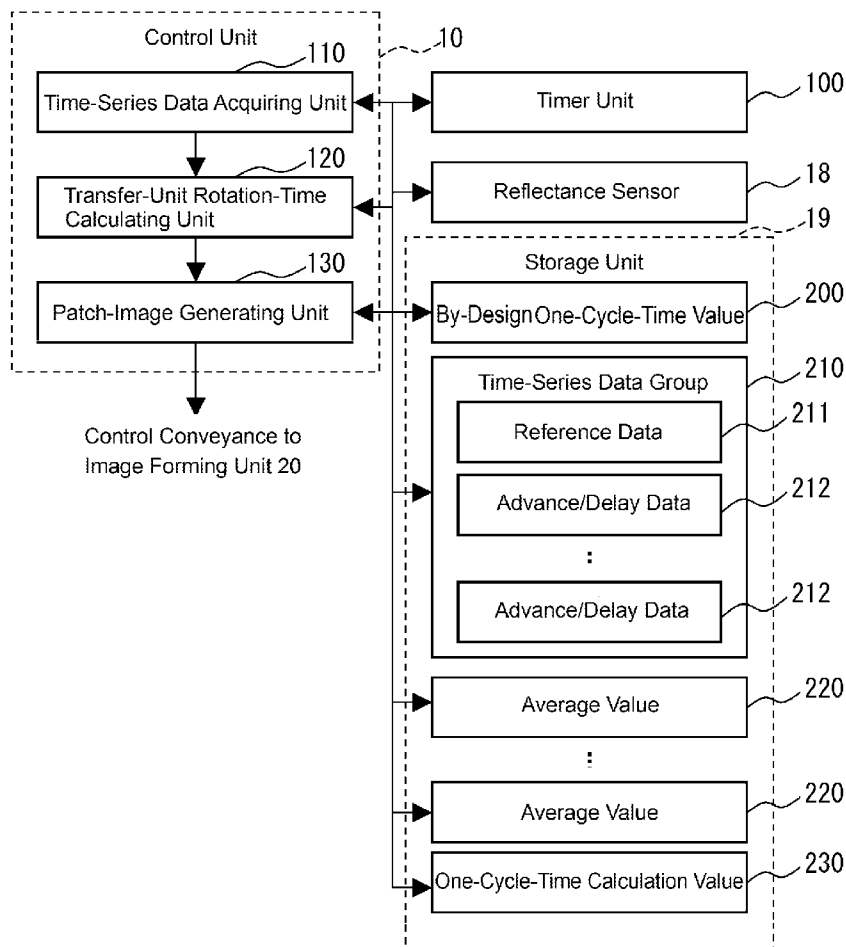 Control Unit
10
110
Time-Series Data Acquiring Unit
120
Transfer-Unit Rotation-Time
Calculating Unit
130
Patch-Image Generating Unit
Control Conveyance to
Image Forming Unit 20
Timer Unit
100
Reflectance Sensor
18
19
Storage Unit
200
By-Design One-Cycle-Time Value
210
Time-Series Data Group
211
Reference Data
212
Advance/Delay Data
:
212
Advance/Delay Data
220
Average Value
:
220
Average Value
230
One-Cycle-Time Calculation Value